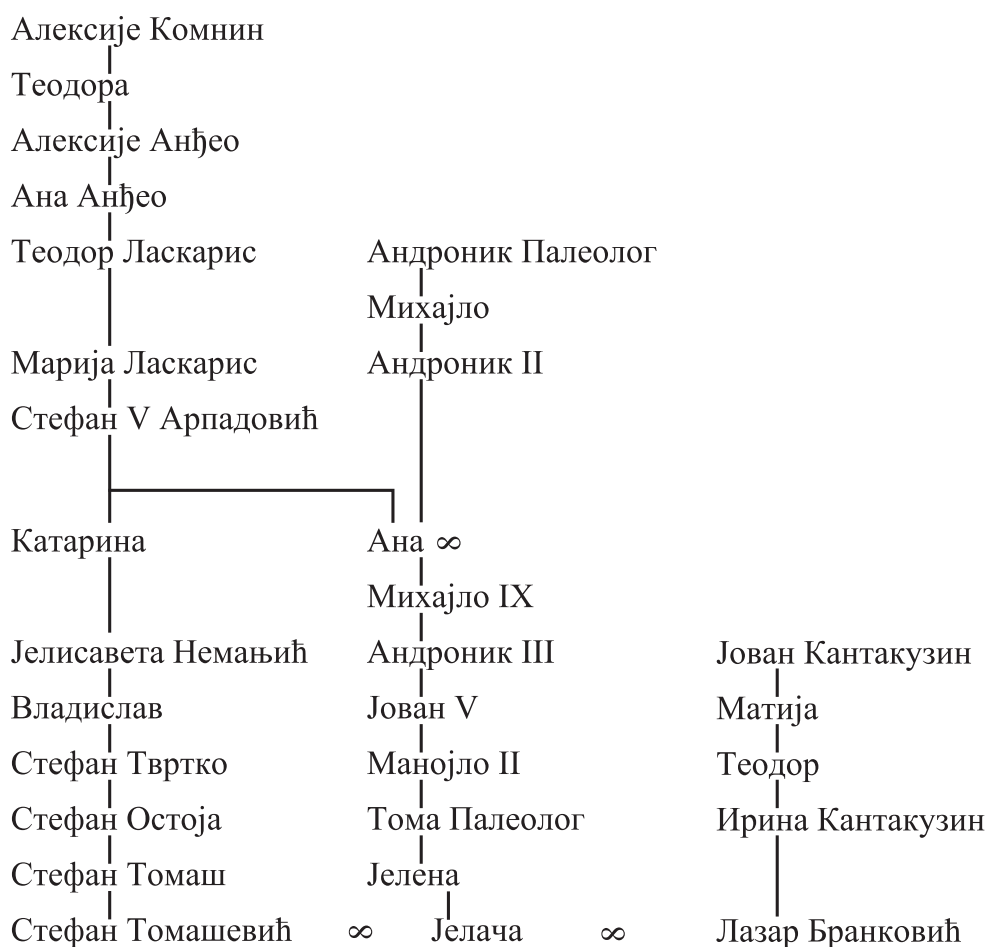 Алексије Комнин
Теодора
Алексије Анђео
Ана Анђео
Теодор Ласкарис Андроник Палеолог
Михајло
Марија Ласкарис Андроник II
Стефан V Арпадовић
Катарина Ана ∞
Михајло IX
Јелисавета Немањић Андроник III Јован Кантакузин
Владислав Јован V Матија
Стефан Твртко Манојло II Теодор
Стефан Остоја Тома Палеолог Ирина Кантакузин
Стефан Томаш Јелена
Стефан Томашевић ∞ Јелача ∞ Лазар Бранковић